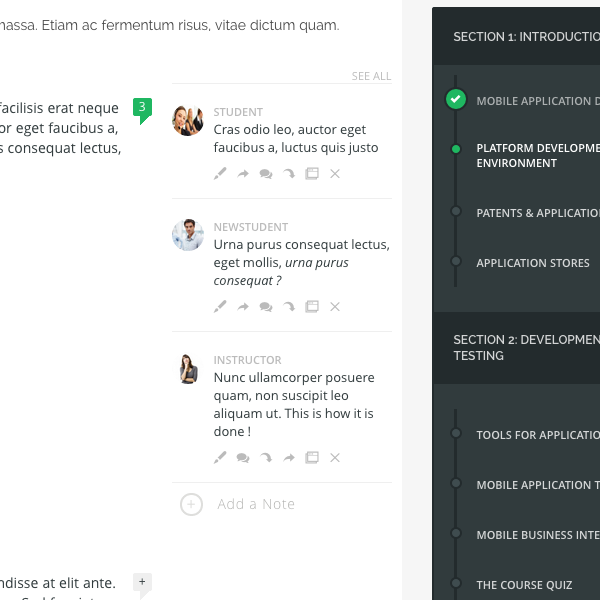 massa. Etiam ac fermentum risus, vitae dictum quam.
SEE ALL
facilisis erat neque
or eget faucibus a,
s consequat lectus,
3
STUDENT
Cras odio leo, auctor eget
faucibus a, luctus quis justo
NEWSTUDENT
Urna purus consequat lectus,
eget mollis, urna purus
consequat ?
INSTRUCTOR
Nunc ullamcorper posuere
quam, non suscipit leo
aliquam ut. This is how it is
done !
+ Add a Note
ndisse at elit ante.
+
SECTION 1: INTRODUCTIO
MOBILE APPLICATION D
PLATFORM DEVELOPME
ENVIRONMENT
PATENTS & APPLICATIO
APPLICATION STORES
SECTION 2: DEVELOPMEN
TESTING
TOOLS FOR APPLICATIO
MOBILE APPLICATION T
MOBILE BUSINESS INTE
THE COURSE QUIZ